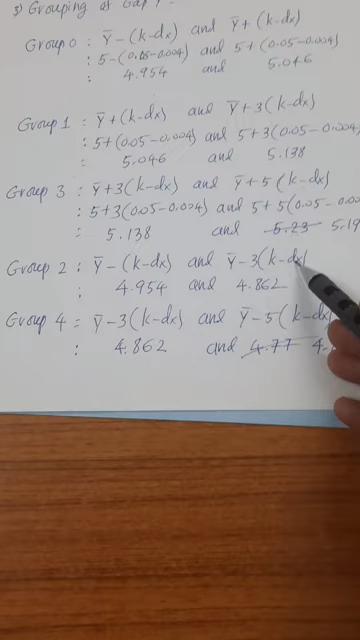 3) Grouping of Gap Y
Group 0 : ȳ-(k-dx) and ȳ+(k-dx)
: 5-(0.05-0.004) and 5+(0.05-0.004)
: 4.954 and 5.046
Group 1 : ȳ+(k-dx) and ȳ+3(k-dx)
: 5+(0.05-0.004) and 5+3(0.05-0.004)
: 5.046 and 5.138
Group 3 : ȳ+3(k-dx) and ȳ+5(k-dx)
: 5+3(0.05-0.004) and 5+5(0.05-0.00
: 5.138 and 5.23 5.19
Group 2 : ȳ-(k-dx) and ȳ-3(k-dx)
: 4.954 and 4.862
Group 4 = ȳ-3(k-dx) and ȳ-5(k-dx)
: 4.862 and 4.77 4.